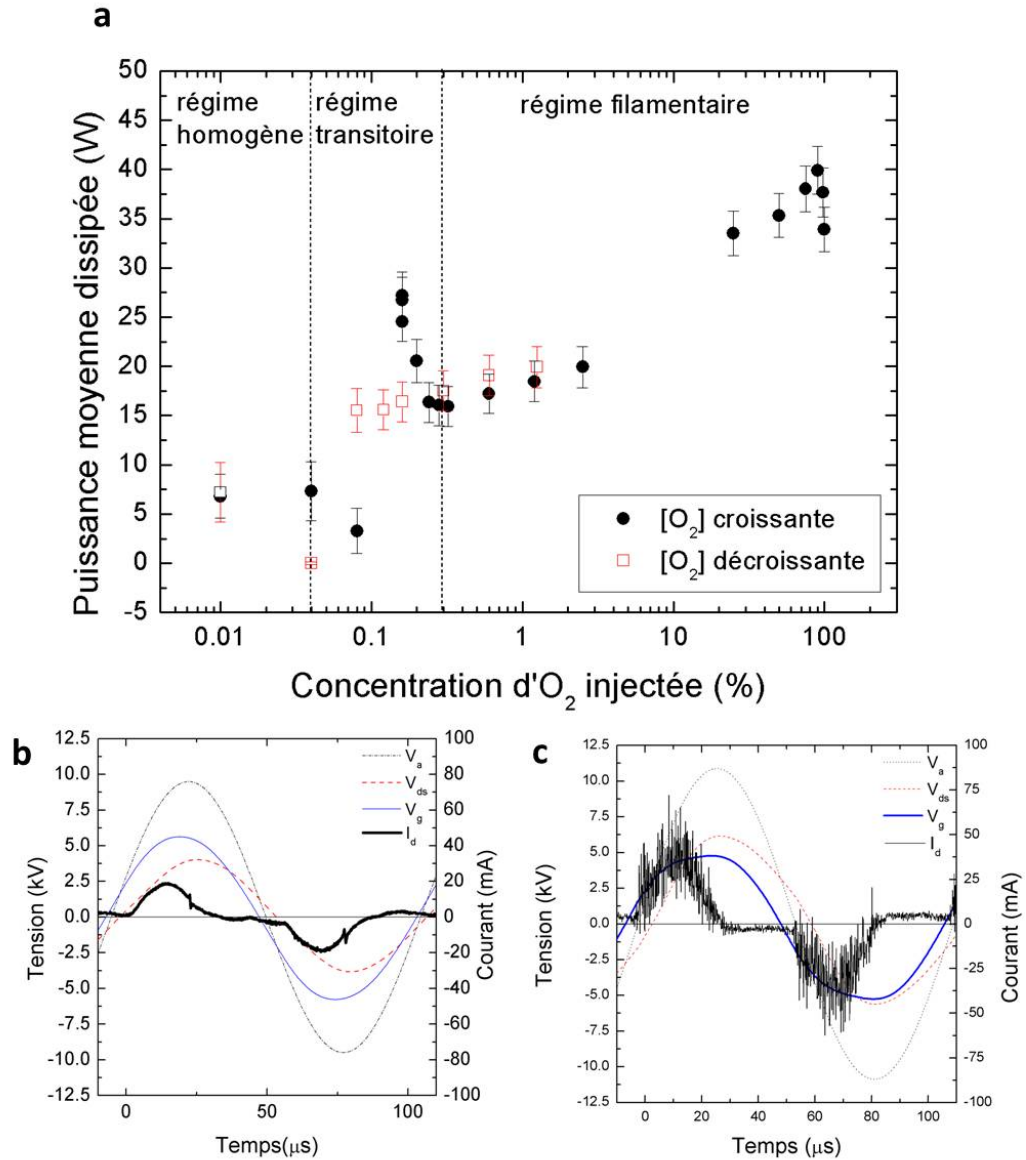 a
50
45
40
35
30
25
20
15
10
5
0
-5
Puissance moyenne dissipée (W)
régime homogène
régime transitoire
régime filamentaire
[O₂] croissante
[O₂] décroissante
0.01
0.1
1
10
100
Concentration d'O₂ injectée (%)
b
12.5
10.0
7.5
5.0
2.5
0.0
-2.5
-5.0
-7.5
-10.0
-12.5
Tension (kV)
Vₐ
V_ds
V_g
I_d
100
80
60
40
20
0
-20
-40
-60
-80
-100
Courant (mA)
0
50
100
Temps(µs)
c
12.5
10.0
7.5
5.0
2.5
0.0
-2.5
-5.0
-7.5
-10.0
-12.5
Tension (kV)
Vₐ
V_ds
V_g
I_d
100
75
50
25
0
-25
-50
-75
-100
Courant (mA)
0
20
40
60
80
100
Temps (µs)